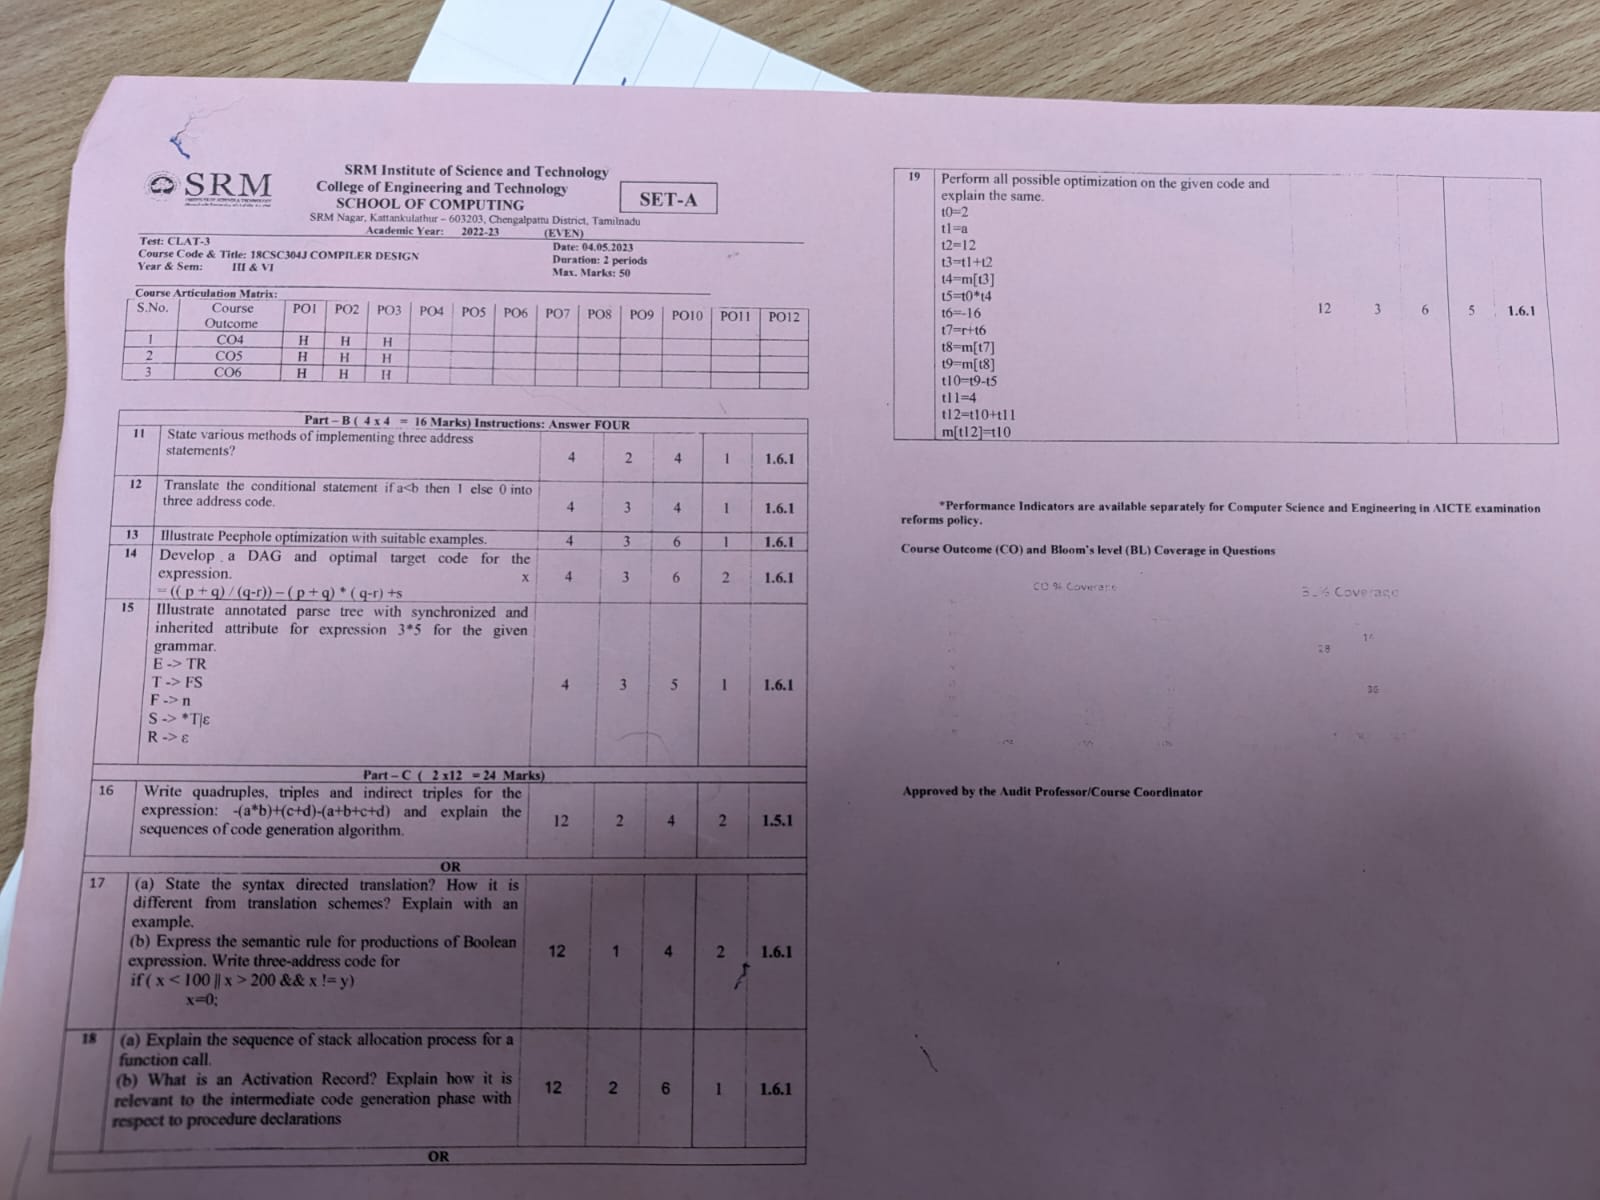 SRM
SRM Institute of Science and Technology
College of Engineering and Technology
SCHOOL OF COMPUTING
SET-A
SRM Nagar, Kattankulathur – 603203, Chengalpattu District, Tamilnadu
Academic Year: 2022-23 (EVEN)
Test: CLAT-3 Date: 04.05.2023
Course Code & Title: 18CSC304J COMPILER DESIGN Duration: 2 periods
Year & Sem: III & VI Max. Marks: 50
Course Articulation Matrix:
S.No. Course Outcome PO1 PO2 PO3 PO4 PO5 PO6 PO7 PO8 PO9 PO10 PO11 PO12
1 CO4 H H H
2 CO5 H H H
3 CO6 H H H
Part – B ( 4 x 4 = 16 Marks) Instructions: Answer FOUR
11 State various methods of implementing three address
statements? 4 2 4 1 1.6.1
12 Translate the conditional statement if a<b then 1 else 0 into
three address code. 4 3 4 1 1.6.1
13 Illustrate Peephole optimization with suitable examples. 4 3 6 1 1.6.1
14 Develop a DAG and optimal target code for the
expression. x 4 3 6 2 1.6.1
= (( p + q) / (q-r)) – ( p + q) * ( q-r) +s
15 Illustrate annotated parse tree with synchronized and
inherited attribute for expression 3*5 for the given
grammar.
E -> TR
T -> FS 4 3 5 1 1.6.1
F -> n
S -> *T|ε
R -> ε
Part – C ( 2 x12 = 24 Marks)
16 Write quadruples, triples and indirect triples for the
expression: -(a*b)+(c+d)-(a+b+c+d) and explain the
sequences of code generation algorithm. 12 2 4 2 1.5.1
OR
17 (a) State the syntax directed translation? How it is
different from translation schemes? Explain with an
example.
(b) Express the semantic rule for productions of Boolean
expression. Write three-address code for 12 1 4 2 1.6.1
if ( x < 100 || x > 200 && x != y)
x=0;
18 (a) Explain the sequence of stack allocation process for a
function call.
(b) What is an Activation Record? Explain how it is
relevant to the intermediate code generation phase with
respect to procedure declarations 12 2 6 1 1.6.1
OR
19 Perform all possible optimization on the given code and
explain the same.
t0=2
t1=a
t2=12
t3=t1+t2
t4=m[t3]
t5=t0*t4
t6=-16 12 3 6 5 1.6.1
t7=r+t6
t8=m[t7]
t9=m[t8]
t10=t9-t5
t11=4
t12=t10+t11
m[t12]=t10
*Performance Indicators are available separately for Computer Science and Engineering in AICTE examination
reforms policy.
Course Outcome (CO) and Bloom's level (BL) Coverage in Questions
CO % Coverage
Coverage
28
36
Approved by the Audit Professor/Course Coordinator